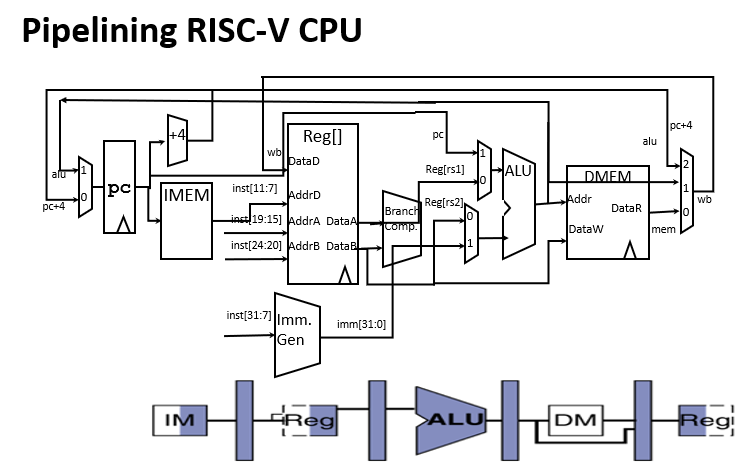 Pipelining RISC-V CPU
pc+4
alu
+4
wb
Reg[]
DataD
AddrD
AddrA
DataA
AddrB
DataB
pc
Reg[rs1]
Reg[rs2]
ALU
DMEM
Addr
DataR
DataW
alu
1
0
pc+4
pc
IMEM
inst[11:7]
inst[19:15]
inst[24:20]
Branch
Comp.
1
0
0
1
2
1
0
wb
mem
inst[31:7]
Imm.
Gen
imm[31:0]
IM
Reg
ALU
DM
Reg